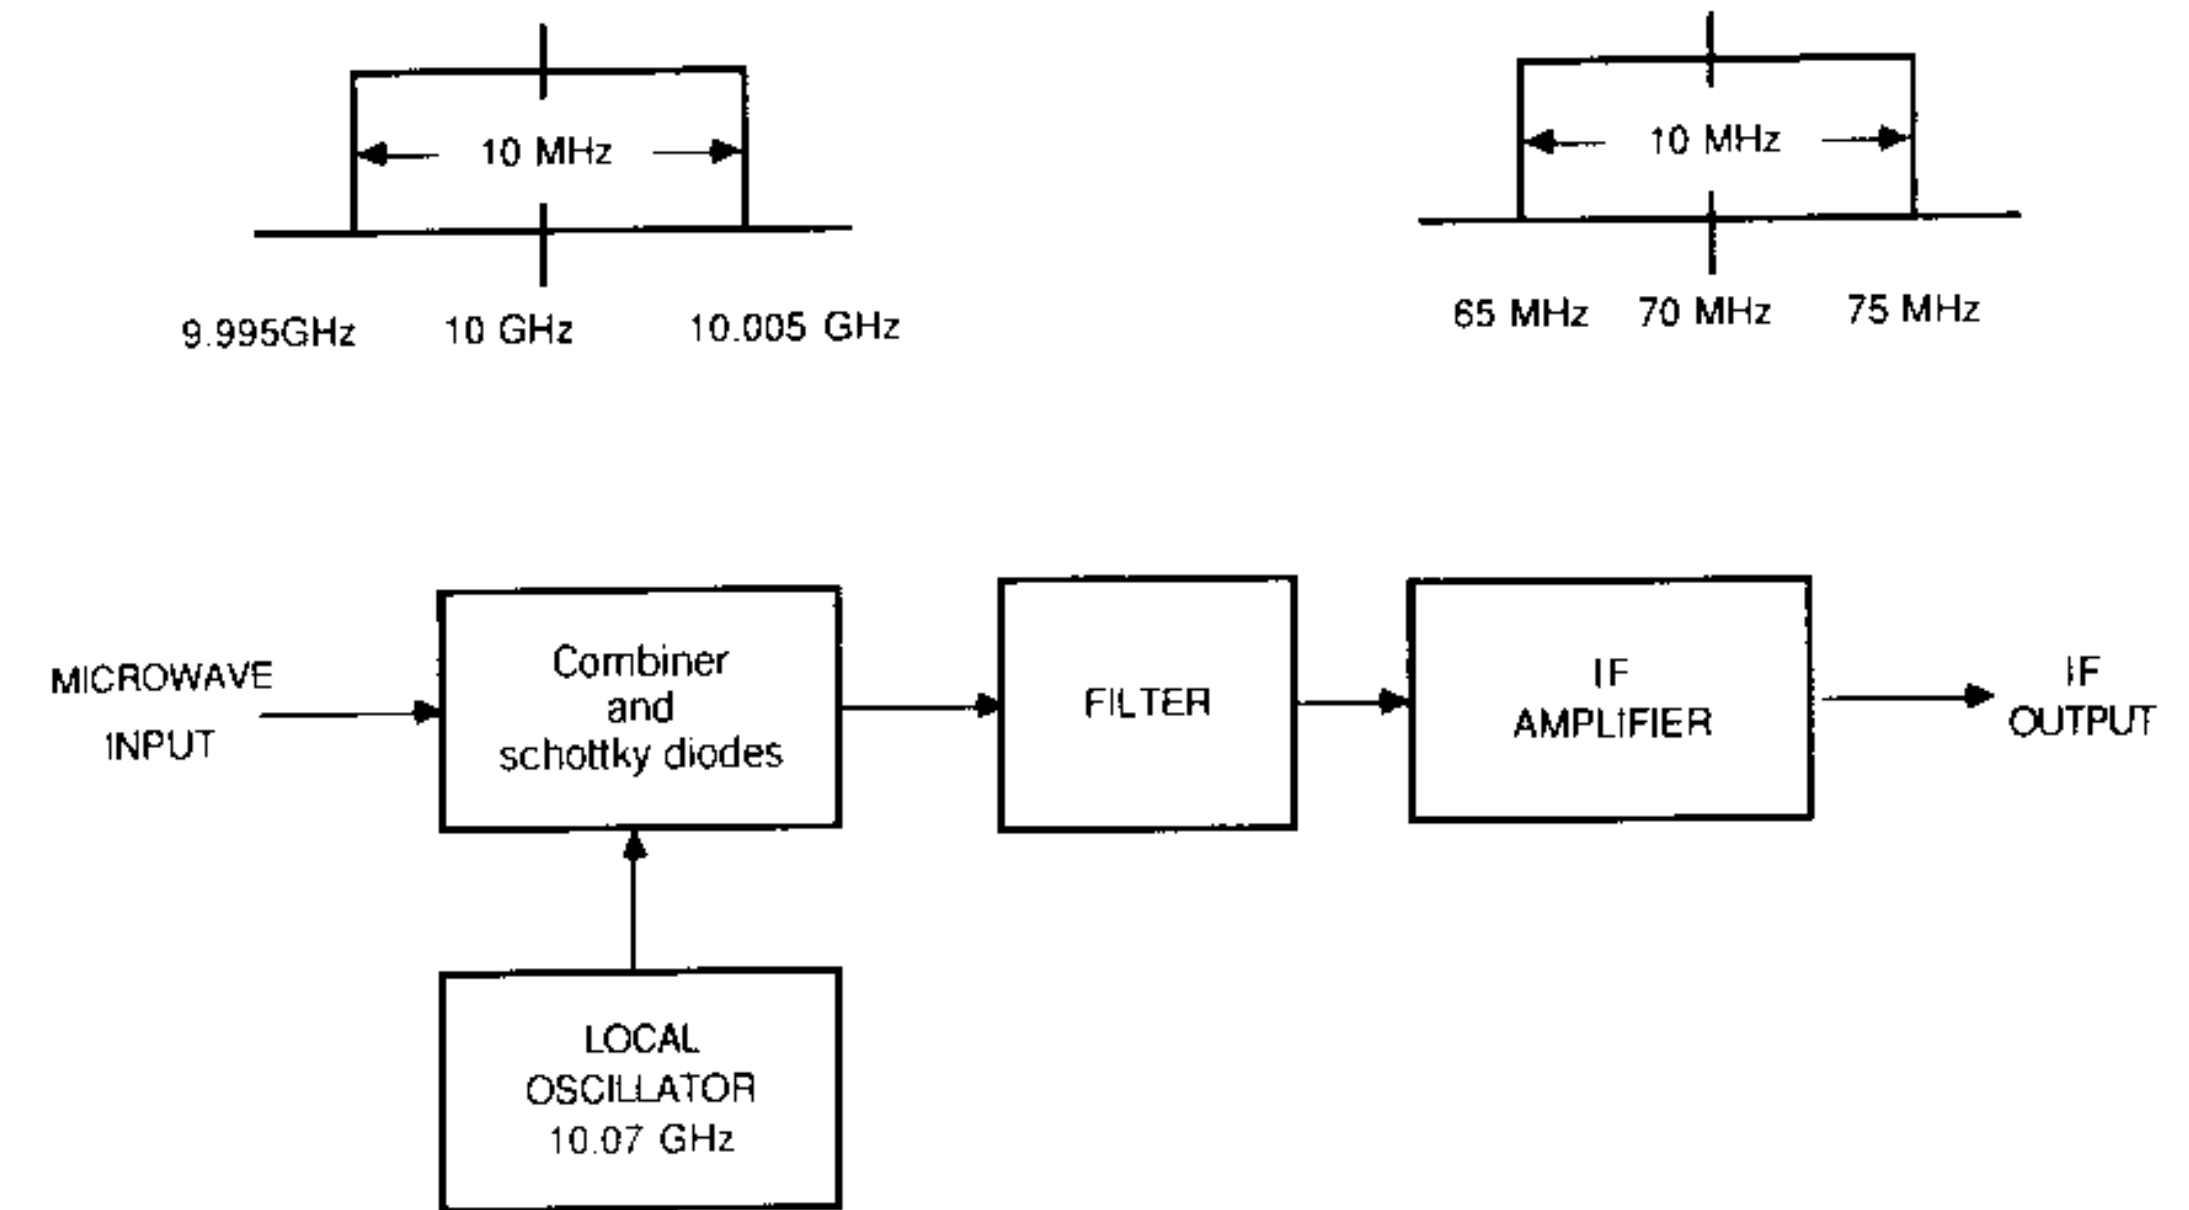 10 MHz
10 MHz
9.995GHz 10 GHz 10.005 GHz
65 MHz 70 MHz 75 MHz
MICROWAVE
INPUT
Combiner
and
schottky diodes
FILTER
IF
AMPLIFIER
IF
OUTPUT
LOCAL
OSCILLATOR
10.07 GHz